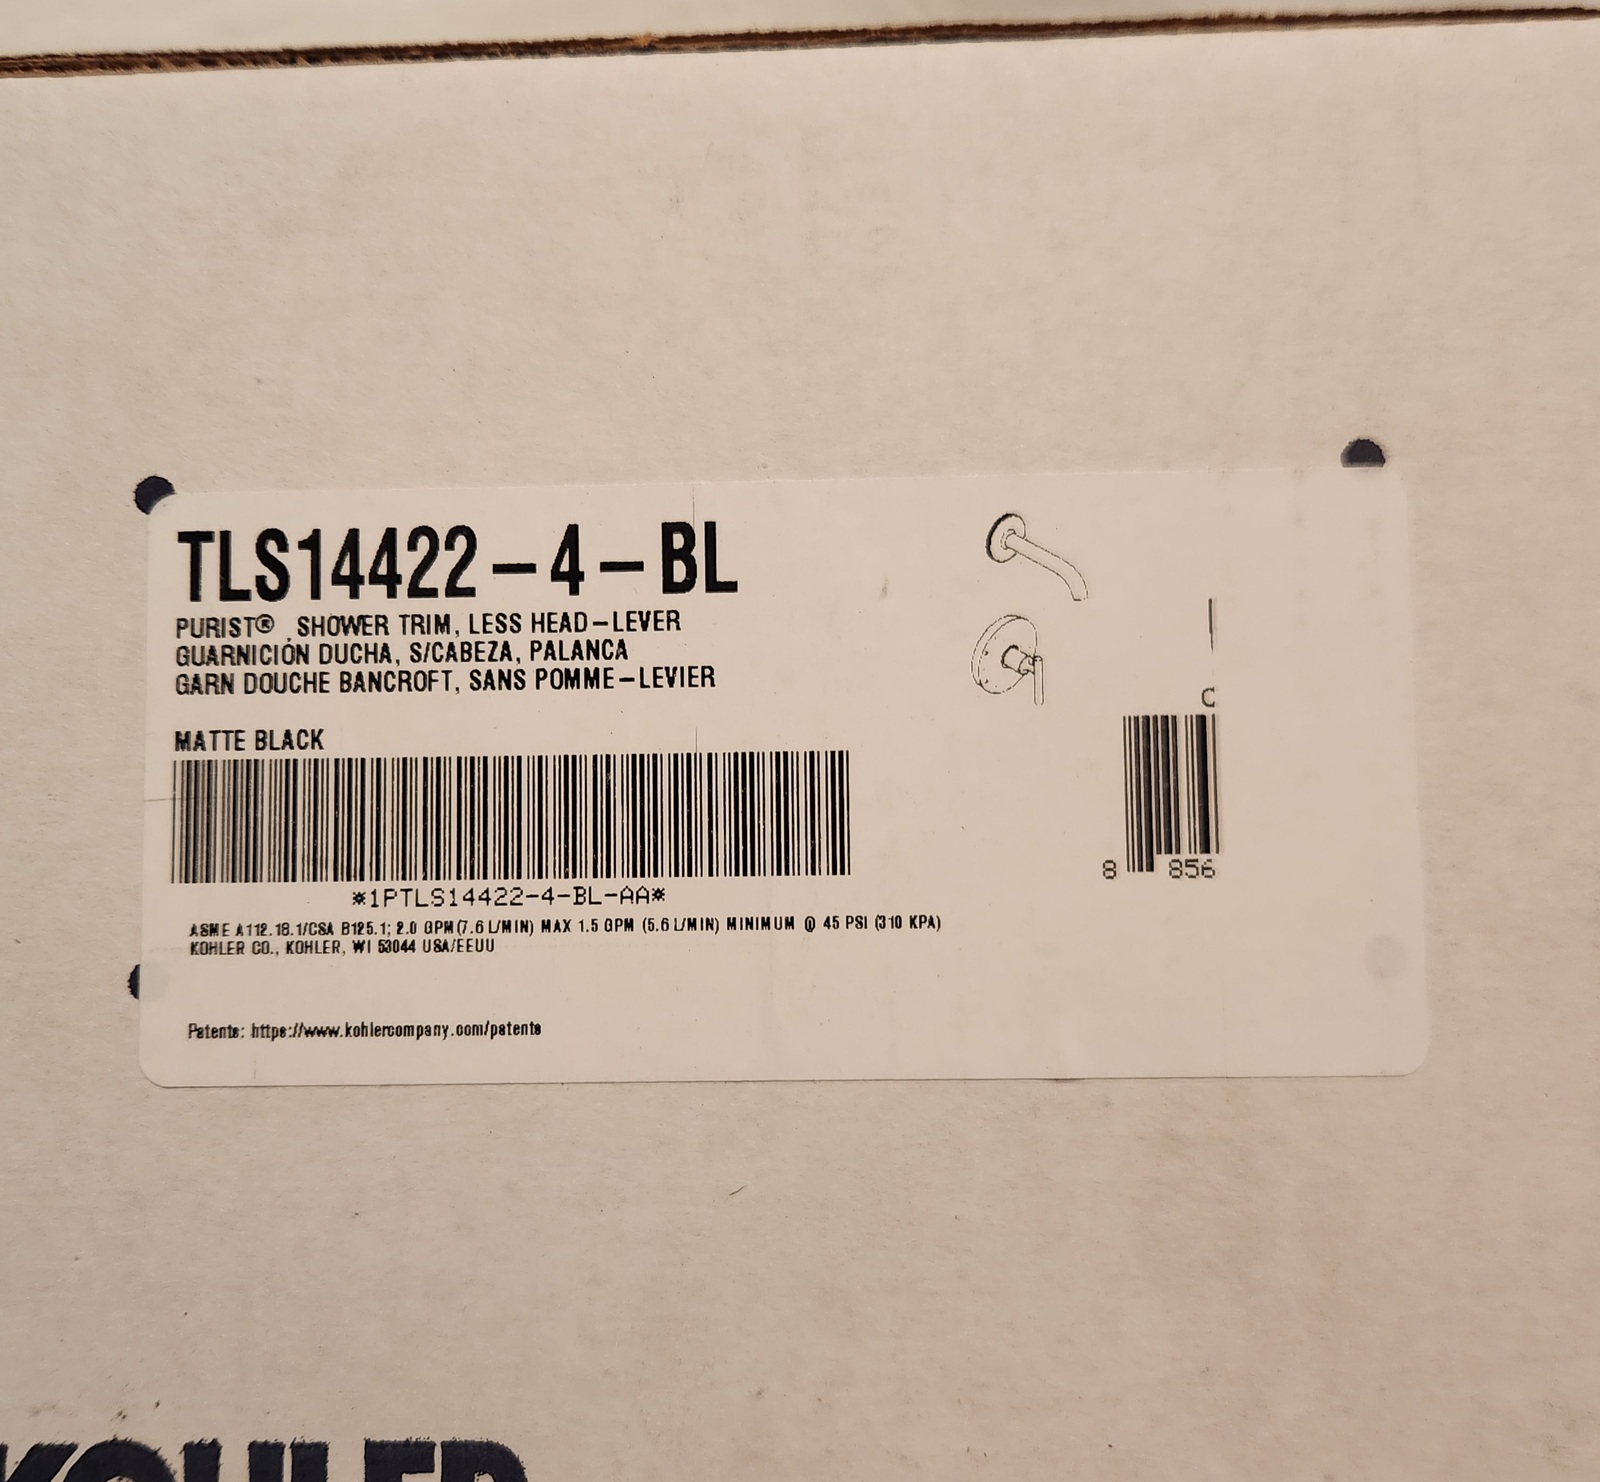 TLS14422-4-BL
PURIST® SHOWER TRIM, LESS HEAD-LEVER
GUARNICIÓN DUCHA, S/CABEZA, PALANCA
GARN DOUCHE BANCROFT, SANS POMME-LEVIER
MATTE BLACK
*1PTLS14422-4-BL-AA*
C
8 856
ASME A112.18.1/CSA B125.1; 2.0 GPM (7.6 L/MIN) MAX 1.5 GPM (5.6 L/MIN) MINIMUM @ 45 PSI (310 KPA)
KOHLER CO., KOHLER, WI 53044 USA/EEUU
Patents: https://www.kohlercompany.com/patents
KOHLER